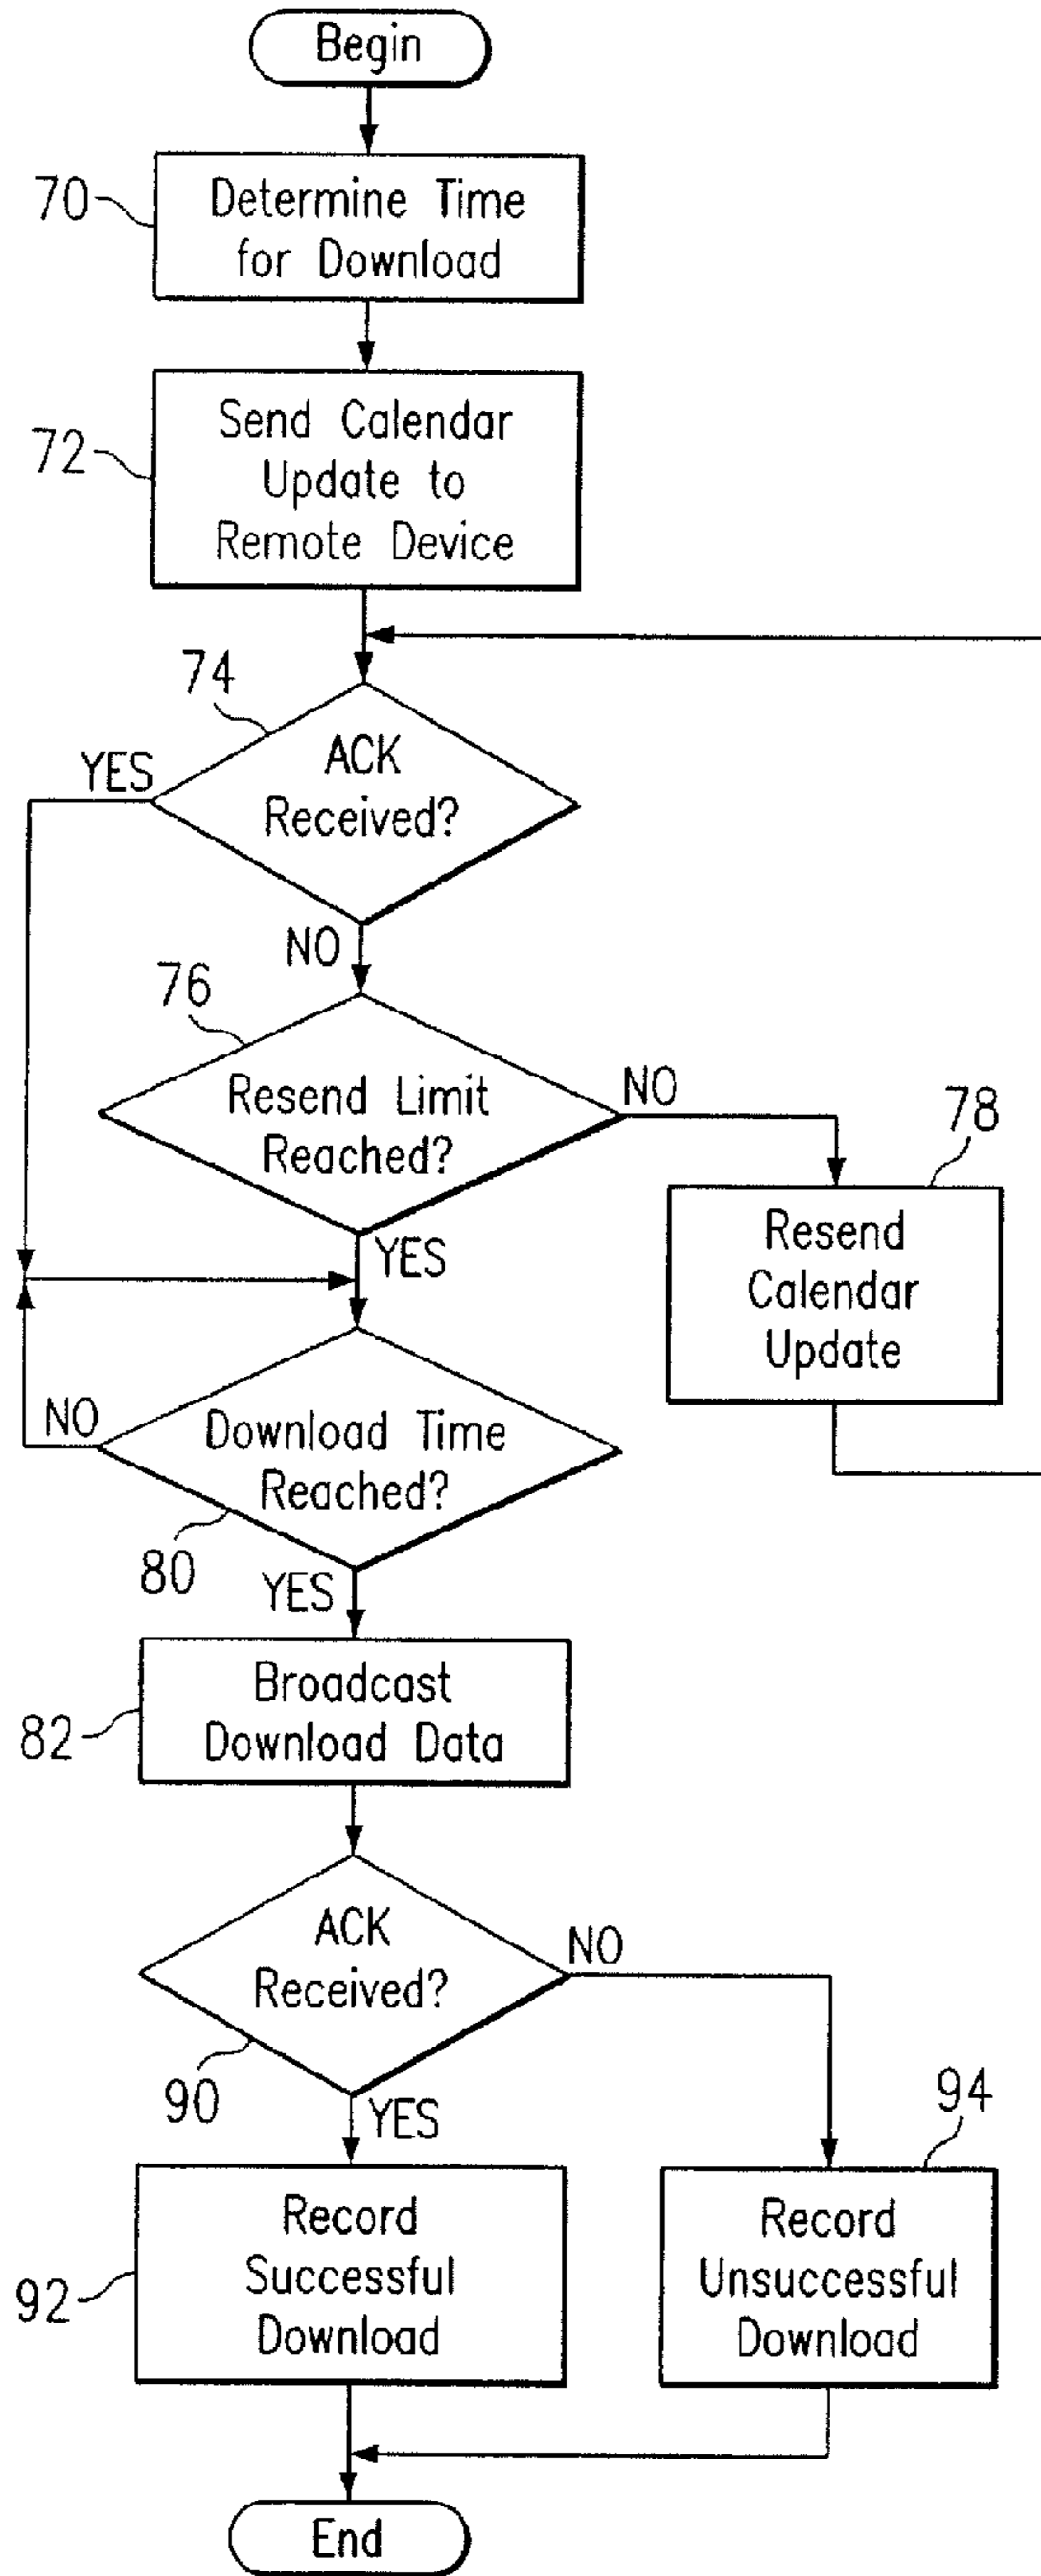 Begin
70
Determine Time
for Download
72
Send Calendar
Update to
Remote Device
74
YES
ACK
Received?
NO
76
Resend Limit
Reached?
NO
78
YES
Resend
Calendar
Update
NO
Download Time
Reached?
80
YES
82
Broadcast
Download Data
ACK
Received?
NO
90
YES
94
92
Record
Successful
Download
Record
Unsuccessful
Download
End